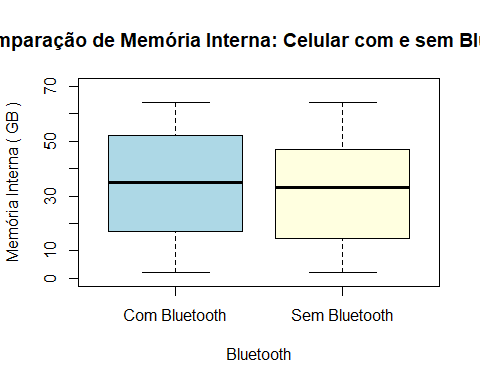 mparação de Memória Interna: Celular com e sem Blu
Memória Interna ( GB )
70
50
30
10
0
Com Bluetooth
Sem Bluetooth
Bluetooth